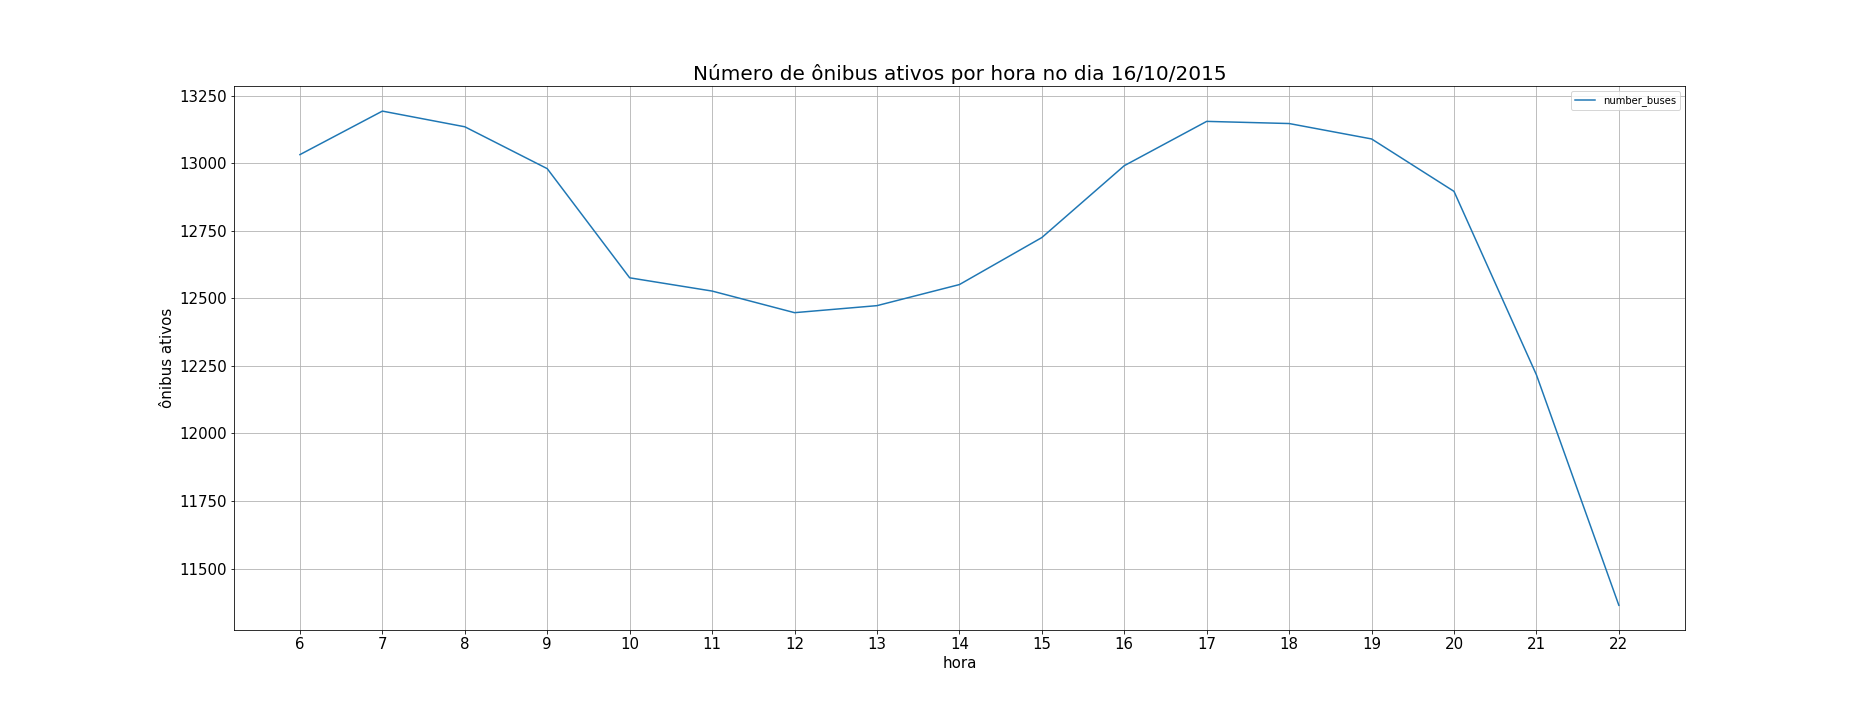 Número de ônibus ativos por hora no dia 16/10/2015
number_buses
13250
13000
12750
12500
12250
12000
11750
11500
ônibus ativos
6 7 8 9 10 11 12 13 14 15 16 17 18 19 20 21 22
hora